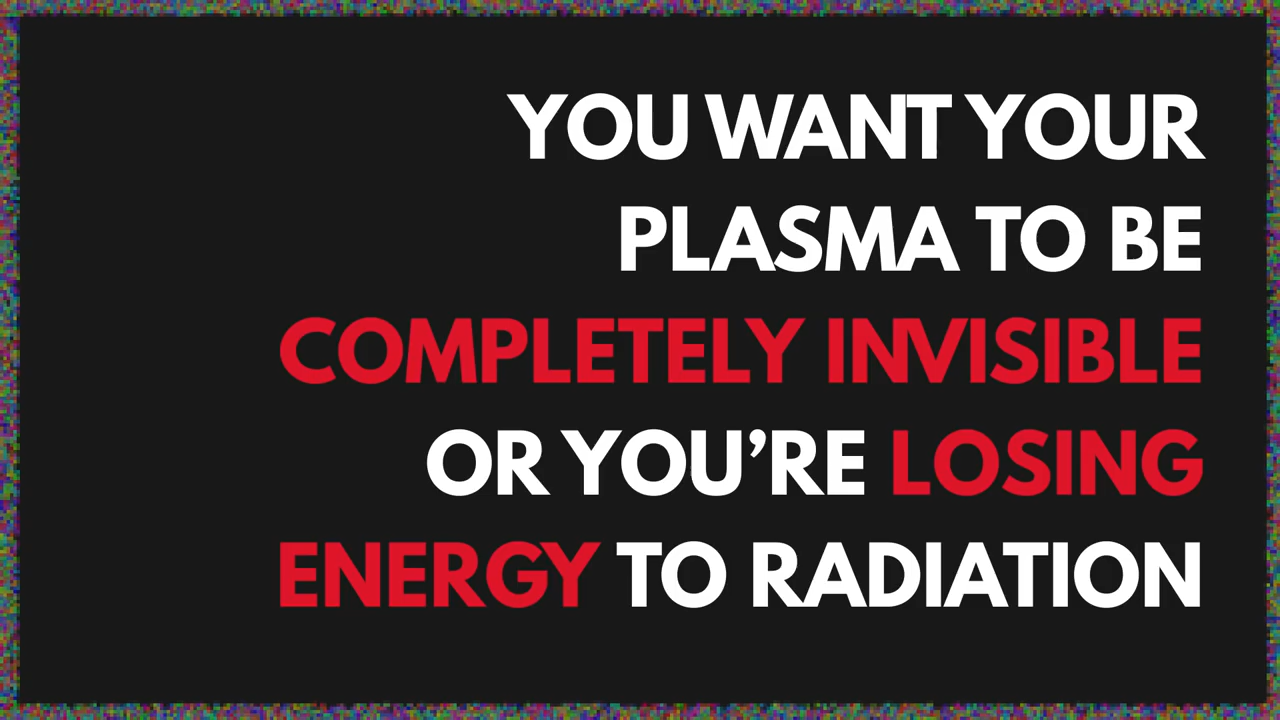 YOU WANT YOUR
PLASMA TO BE
COMPLETELY INVISIBLE
OR YOU’RE LOSING
ENERGY TO RADIATION